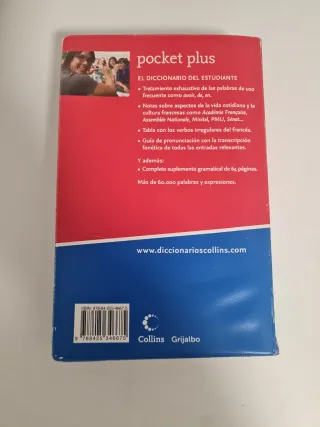 pocket plus
EL DICCIONARIO DEL ESTUDIANTE
• Tratamiento exhaustivo de las palabras de uso
frecuente como avoir, de, en.
• Notas sobre aspectos de la vida cotidiana y la
cultura francesas como Académie Française,
Assemblée Nationale, Minitel, PMU, Sénat...
• Tabla con los verbos irregulares del francés.
• Guía de pronunciación con la transcripción
fonética de todas las entradas relevantes.
Y además:
• Completo suplemento gramatical de 64 páginas.
Más de 60.000 palabras y expresiones.
www.diccionarioscollins.com
Collins
Grijalbo